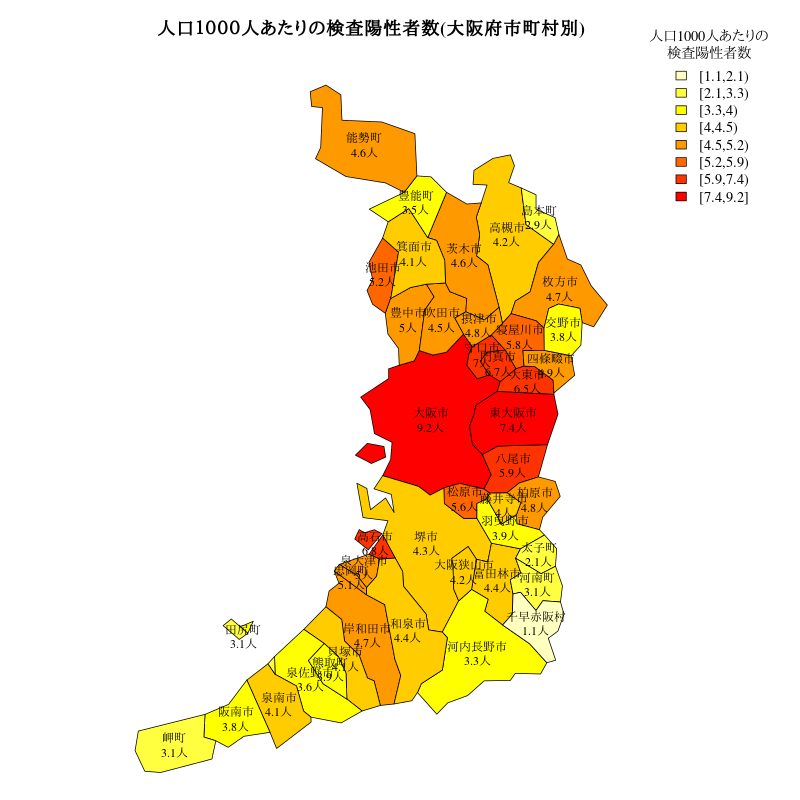 人口1000人あたりの検査陽性者数(大阪府市町村別)
人口1000人あたりの
検査陽性者数
[1.1,2.1)
[2.1,3.3)
[3.3,4)
[4,4.5)
[4.5,5.2)
[5.2,5.9)
[5.9,7.4)
[7.4,9.2]
能勢町
4.6人
豊能町
3.5人
島本町
2.9人
高槻市
4.2人
箕面市
4.1人
茨木市
4.6人
池田市
5.2人
枚方市
4.7人
豊中市
5人
吹田市
4.5人
摂津市
4.8人
寝屋川市
5.8人
交野市
3.8人
守口市
7人
門真市
6.7人
四條畷市
4.9人
大東市
6.5人
大阪市
9.2人
東大阪市
7.4人
八尾市
5.9人
松原市
5.6人
藤井寺市
4人
柏原市
4.8人
羽曳野市
3.9人
高石市
6.8人
堺市
4.3人
太子町
2.1人
泉大津市
5人
忠岡町
5.1人
大阪狭山市
4.2人
富田林市
4.4人
河南町
3.1人
千早赤阪村
1.1人
田尻町
3.1人
岸和田市
4.7人
和泉市
4.4人
河内長野市
3.3人
貝塚市
4.1人
熊取町
3.9人
泉佐野市
3.6人
泉南市
4.1人
阪南市
3.8人
岬町
3.1人